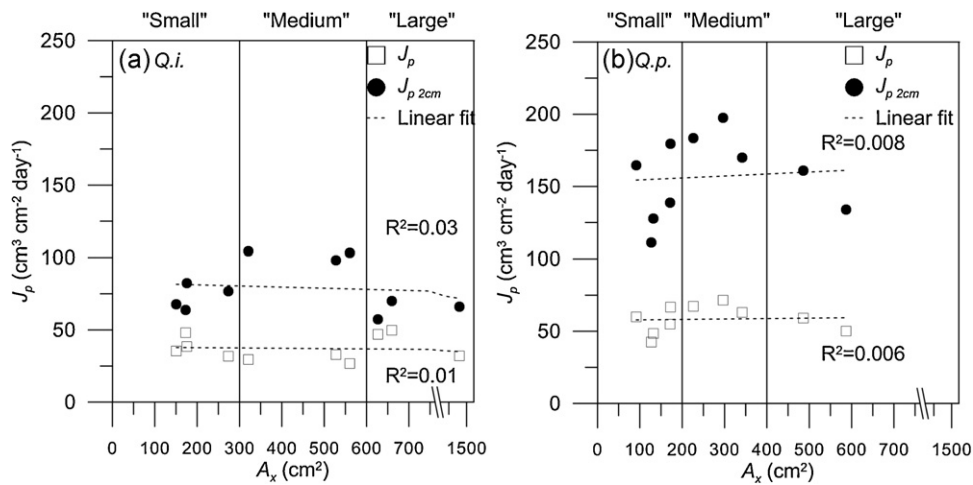 "Small" "Medium" "Large"
(a) Q.i.
Jp
Jp 2cm
Linear fit
R²=0.03
R²=0.01
250
200
150
100
50
0
Jp (cm³ cm⁻² day⁻¹)
0 100 200 300 400 500 600 700 1500
Ax (cm²)
"Small" "Medium" "Large"
(b) Q.p.
Jp
Jp 2cm
Linear fit
R²=0.008
R²=0.006
250
200
150
100
50
0
Jp (cm³ cm⁻² day⁻¹)
0 100 200 300 400 500 600 700 1500
Ax (cm²)